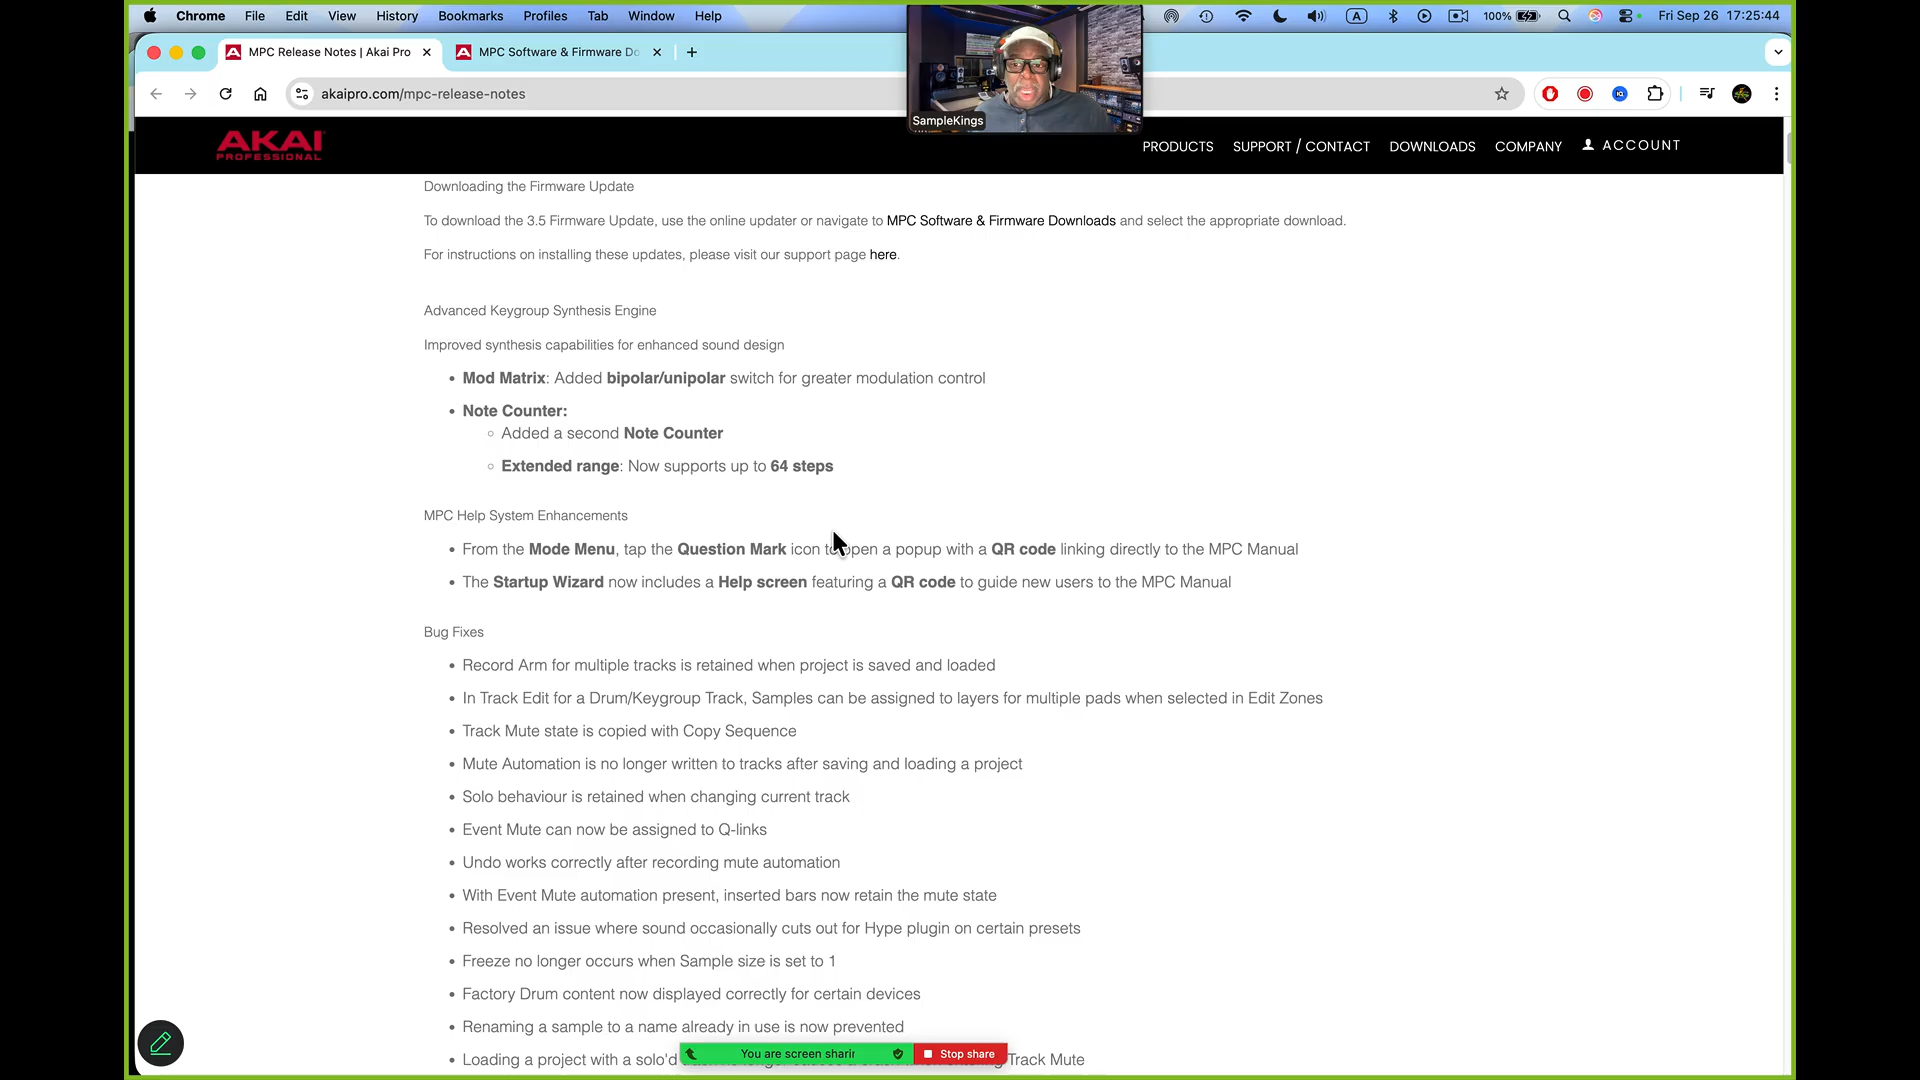 Chrome File Edit View History Bookmarks Profiles Tab Window Help
100% Fri Sep 26 17:25:44
MPC Release Notes | Akai Pro
MPC Software & Firmware Do
akaipro.com/mpc-release-notes
SampleKings
AKAI
PROFESSIONAL
PRODUCTS SUPPORT / CONTACT DOWNLOADS COMPANY ACCOUNT
Downloading the Firmware Update
To download the 3.5 Firmware Update, use the online updater or navigate to MPC Software & Firmware Downloads and select the appropriate download.
For instructions on installing these updates, please visit our support page here.
Advanced Keygroup Synthesis Engine
Improved synthesis capabilities for enhanced sound design
• Mod Matrix: Added bipolar/unipolar switch for greater modulation control
• Note Counter:
○ Added a second Note Counter
○ Extended range: Now supports up to 64 steps
MPC Help System Enhancements
• From the Mode Menu, tap the Question Mark icon to open a popup with a QR code linking directly to the MPC Manual
• The Startup Wizard now includes a Help screen featuring a QR code to guide new users to the MPC Manual
Bug Fixes
• Record Arm for multiple tracks is retained when project is saved and loaded
• In Track Edit for a Drum/Keygroup Track, Samples can be assigned to layers for multiple pads when selected in Edit Zones
• Track Mute state is copied with Copy Sequence
• Mute Automation is no longer written to tracks after saving and loading a project
• Solo behaviour is retained when changing current track
• Event Mute can now be assigned to Q-links
• Undo works correctly after recording mute automation
• With Event Mute automation present, inserted bars now retain the mute state
• Resolved an issue where sound occasionally cuts out for Hype plugin on certain presets
• Freeze no longer occurs when Sample size is set to 1
• Factory Drum content now displayed correctly for certain devices
• Renaming a sample to a name already in use is now prevented
• Loading a project with a solo'd Track Mute
You are screen sharin Stop share